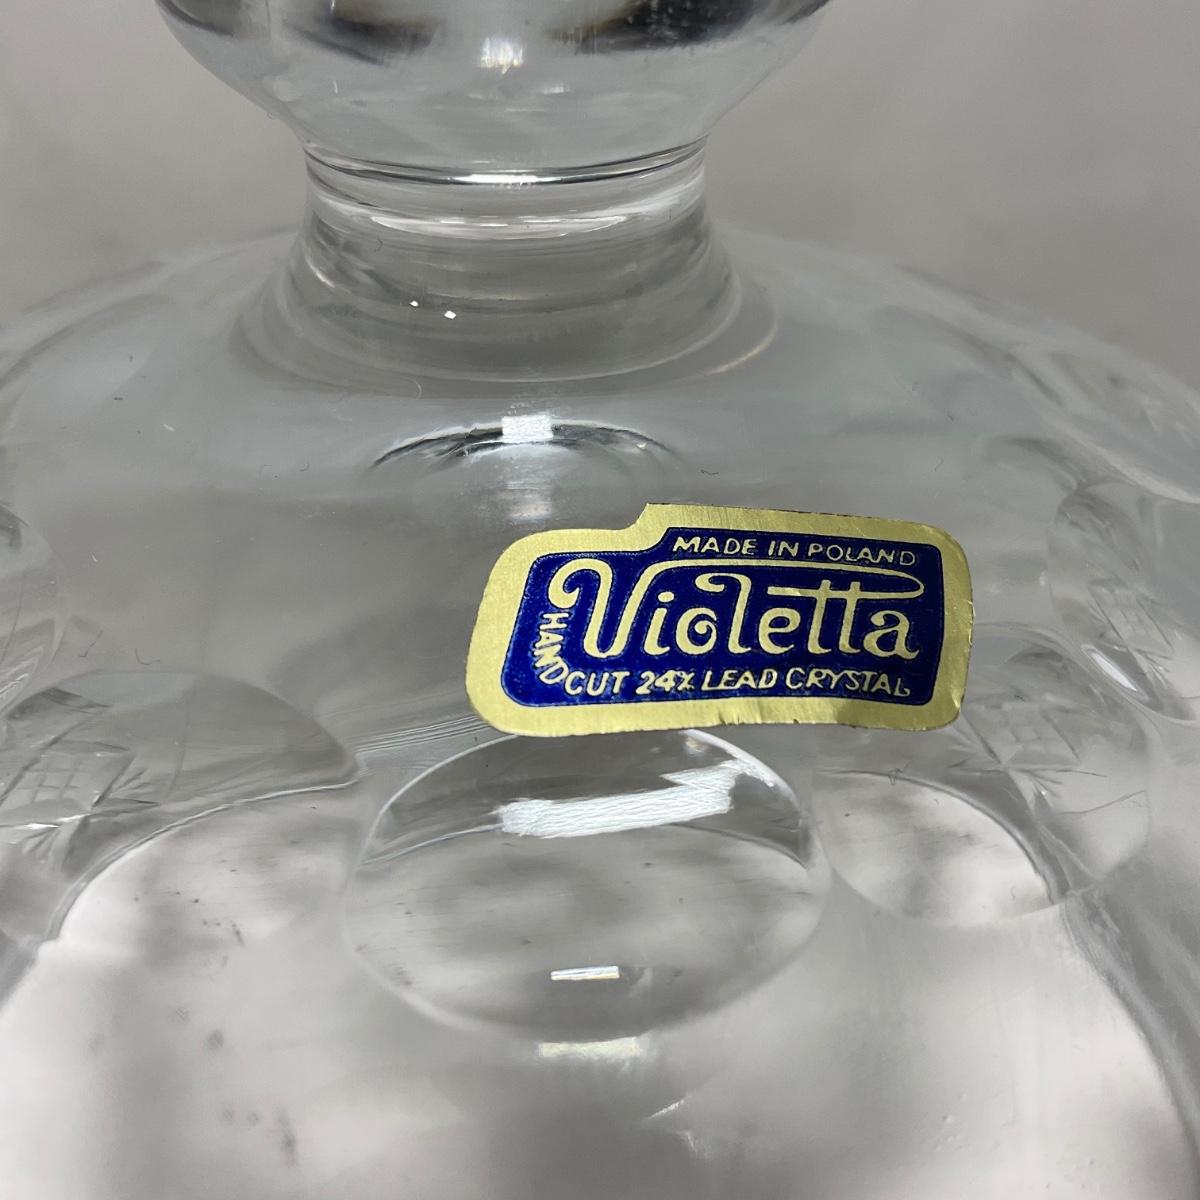 MADE IN POLAND
Violetta
HAND CUT 24% LEAD CRYSTAL